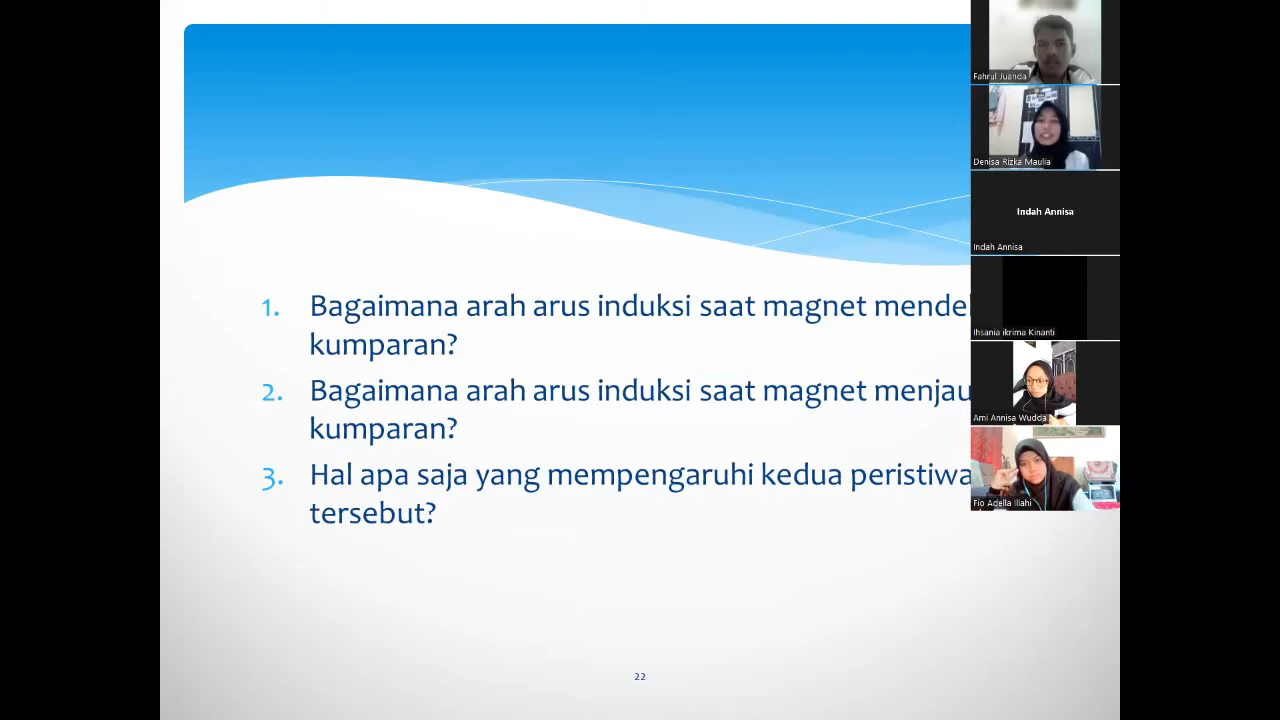 1. Bagaimana arah arus induksi saat magnet
kumparan?
2. Bagaimana arah arus induksi saat magnet
kumparan?
3. Hal apa saja yang mempengaruhi kedua peristiwa
tersebut?
22
Fahrul Juanda
Denisa Rizka Maulia
Indah Annisa
Indah Annisa
Ihsania ikrima Kinanti
Ami Annisa Wudda
Fio Adella Illahi